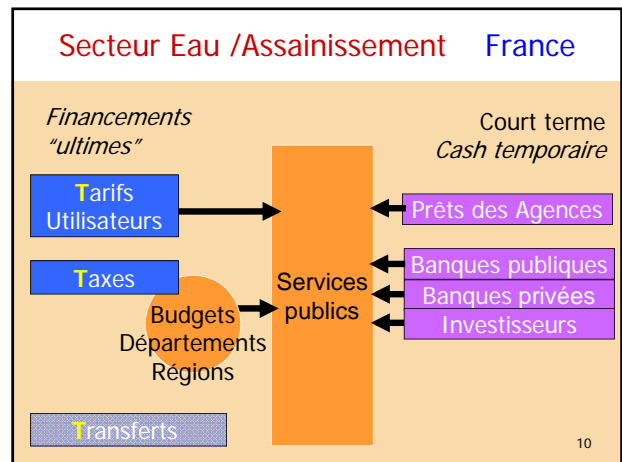 Secteur Eau /Assainissement France
Financements
"ultimes"
Court terme
Cash temporaire
Tarifs
Utilisateurs
Prêts des Agences
Taxes
Budgets
Départements
Régions
Services
publics
Banques publiques
Banques privées
Investisseurs
Transferts
10